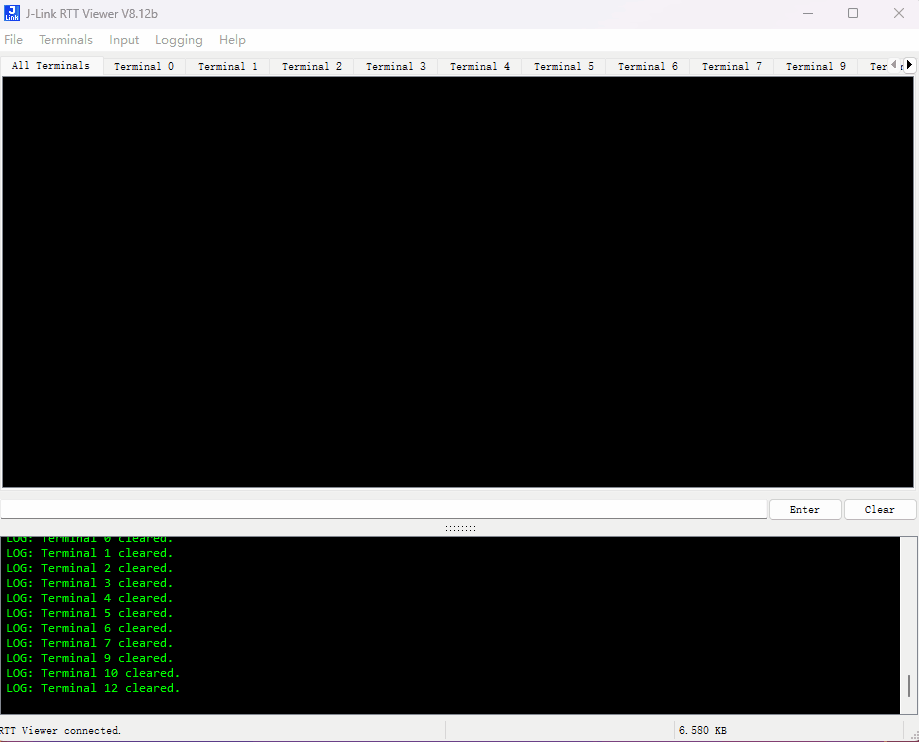 J-Link RTT Viewer V8.12b
File Terminals Input Logging Help
All Terminals Terminal 0 Terminal 1 Terminal 2 Terminal 3 Terminal 4 Terminal 5 Terminal 6 Terminal 7 Terminal 9 Ter
Enter Clear
LOG: Terminal 0 cleared.
LOG: Terminal 1 cleared.
LOG: Terminal 2 cleared.
LOG: Terminal 3 cleared.
LOG: Terminal 4 cleared.
LOG: Terminal 5 cleared.
LOG: Terminal 6 cleared.
LOG: Terminal 7 cleared.
LOG: Terminal 9 cleared.
LOG: Terminal 10 cleared.
LOG: Terminal 12 cleared.
RTT Viewer connected. 6.580 KB